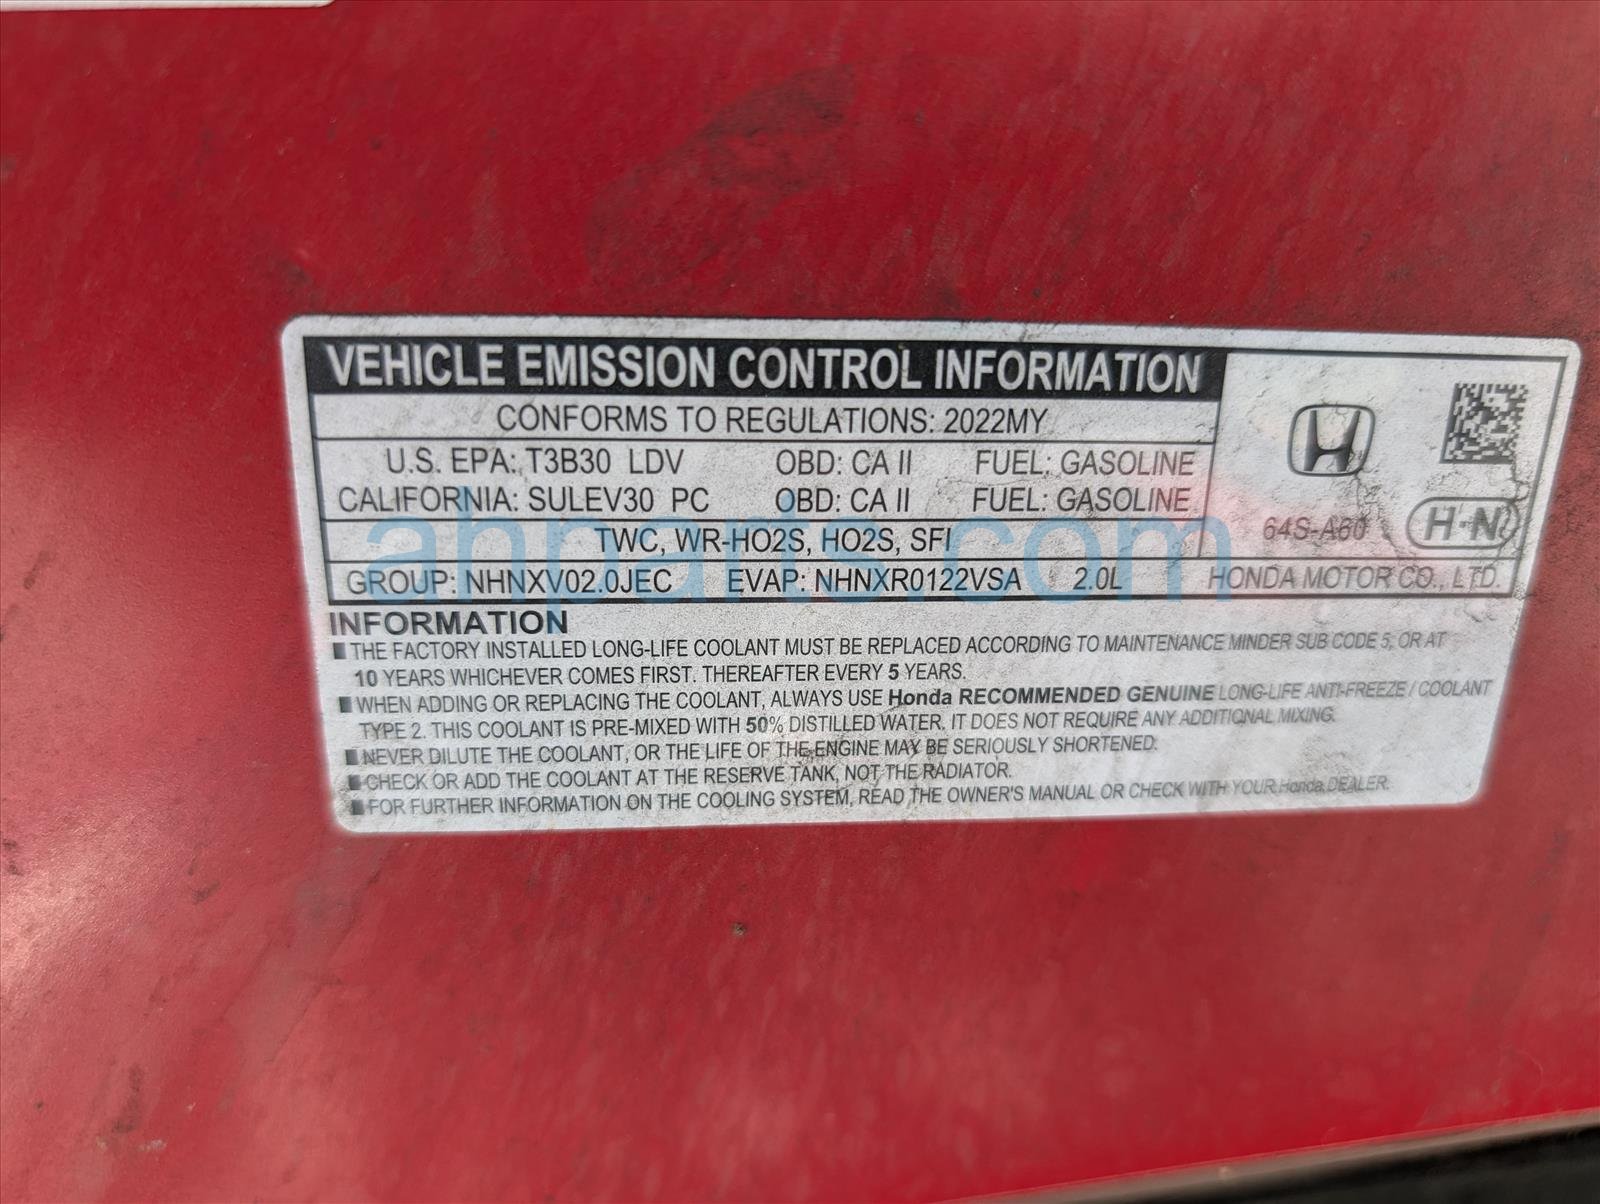 VEHICLE EMISSION CONTROL INFORMATION
CONFORMS TO REGULATIONS: 2022MY
U.S. EPA: T3B30 LDV OBD: CA II FUEL: GASOLINE
CALIFORNIA: SULEV30 PC OBD: CA II FUEL: GASOLINE
TWC, WR-HO2S, HO2S, SFI
64S-A60 H-N
GROUP: NHNXV02.0JEC EVAP: NHNXR0122VSA 2.0L HONDA MOTOR CO., LTD.
ahparts.com
INFORMATION
THE FACTORY INSTALLED LONG-LIFE COOLANT MUST BE REPLACED ACCORDING TO MAINTENANCE MINDER SUB CODE 5, OR AT
10 YEARS WHICHEVER COMES FIRST. THEREAFTER EVERY 5 YEARS.
WHEN ADDING OR REPLACING THE COOLANT, ALWAYS USE Honda RECOMMENDED GENUINE LONG-LIFE ANTI-FREEZE / COOLANT
TYPE 2. THIS COOLANT IS PRE-MIXED WITH 50% DISTILLED WATER. IT DOES NOT REQUIRE ANY ADDITIONAL MIXING.
NEVER DILUTE THE COOLANT, OR THE LIFE OF THE ENGINE MAY BE SERIOUSLY SHORTENED.
CHECK OR ADD THE COOLANT AT THE RESERVE TANK, NOT THE RADIATOR.
FOR FURTHER INFORMATION ON THE COOLING SYSTEM, READ THE OWNER'S MANUAL OR CHECK WITH YOUR Honda DEALER.